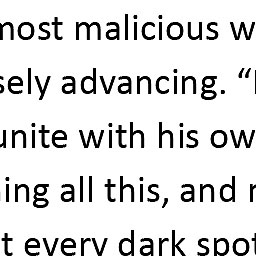 most malicious w
sely advancing. “
unite with his ow
ing all this, and
t every dark spot